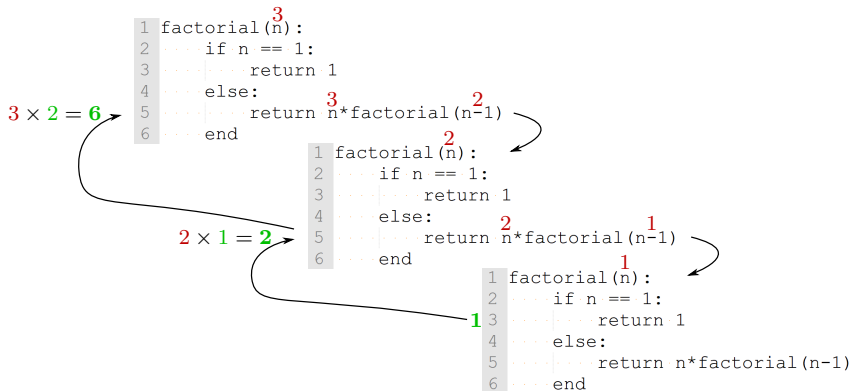 3
1 factorial(n):
2 if n == 1:
3 return 1
4 else:
3 2
3 × 2 = 6 5 return n*factorial(n-1)
6 end
2
1 factorial(n):
2 if n == 1:
3 return 1
4 else:
2 1
2 × 1 = 2 5 return n*factorial(n-1)
6 end
1
1 factorial(n):
2 if n == 1:
1 3 return 1
4 else:
5 return n*factorial(n-1)
6 end